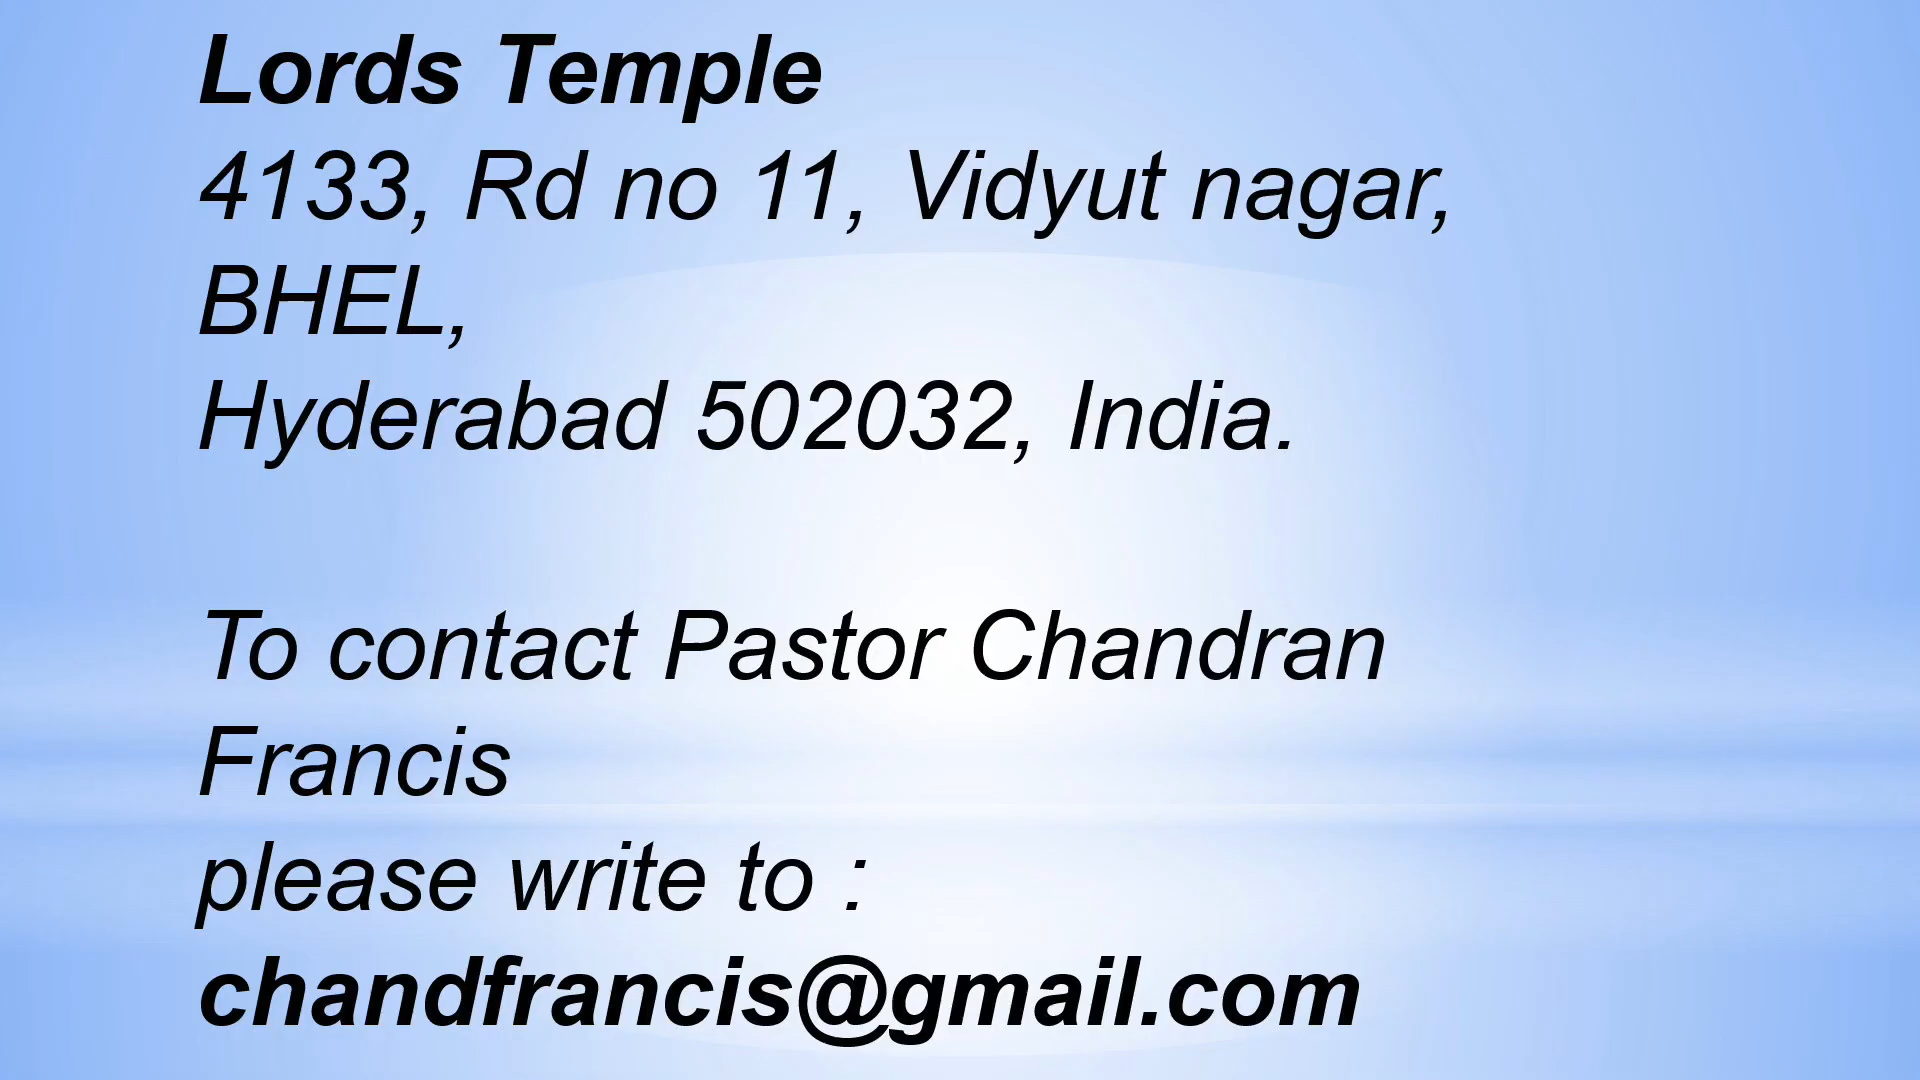 Lords Temple
4133, Rd no 11, Vidyut nagar,
BHEL,
Hyderabad 502032, India.
To contact Pastor Chandran
Francis
please write to :
chandfrancis@gmail.com